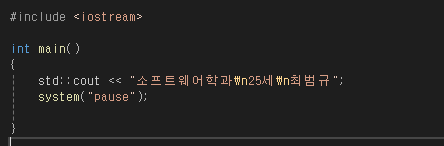 #include <iostream>
int main()
{
std::cout << "소프트웨어학과₩n25세₩n최범규";
system("pause");
}